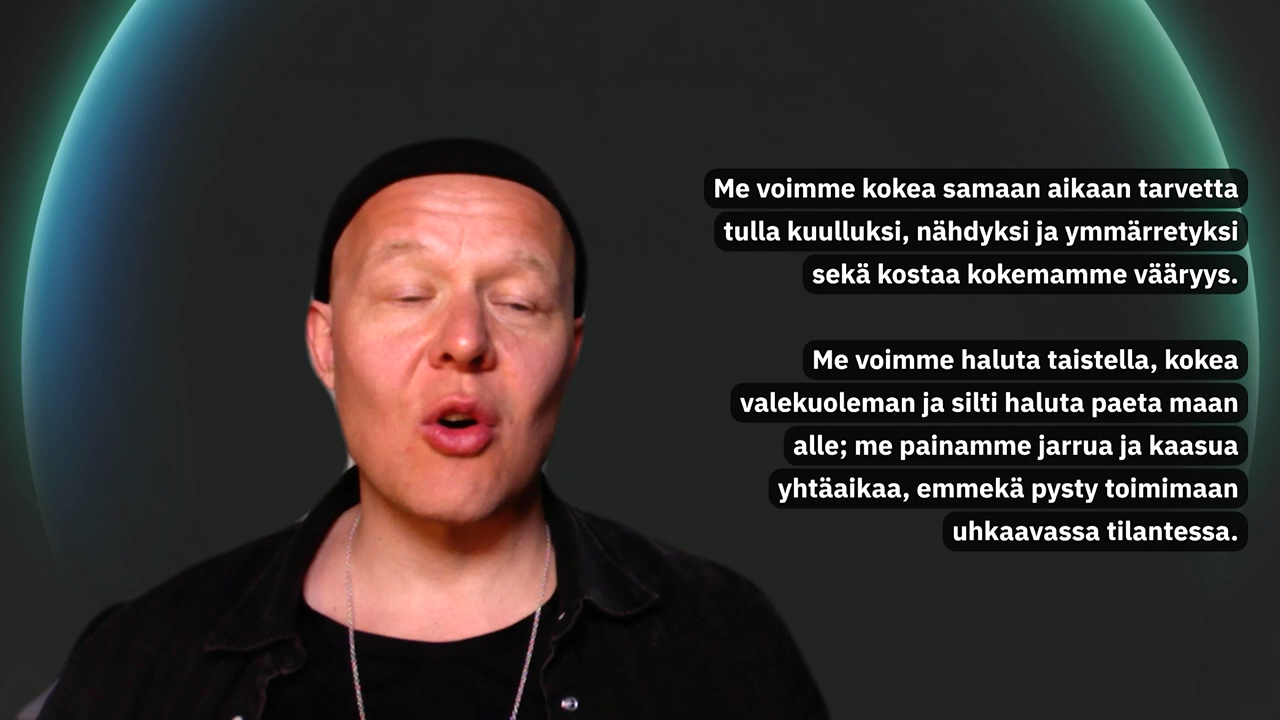 Me voimme kokea samaan aikaan tarvetta
tulla kuulluksi, nähdyksi ja ymmärretyksi
sekä kostaa kokemamme vääryys.
Me voimme haluta taistella, kokea
valekuoleman ja silti haluta paeta maan
alle; me painamme jarrua ja kaasua
yhtäaikaa, emmekä pysty toimimaan
uhkaavassa tilantessa.